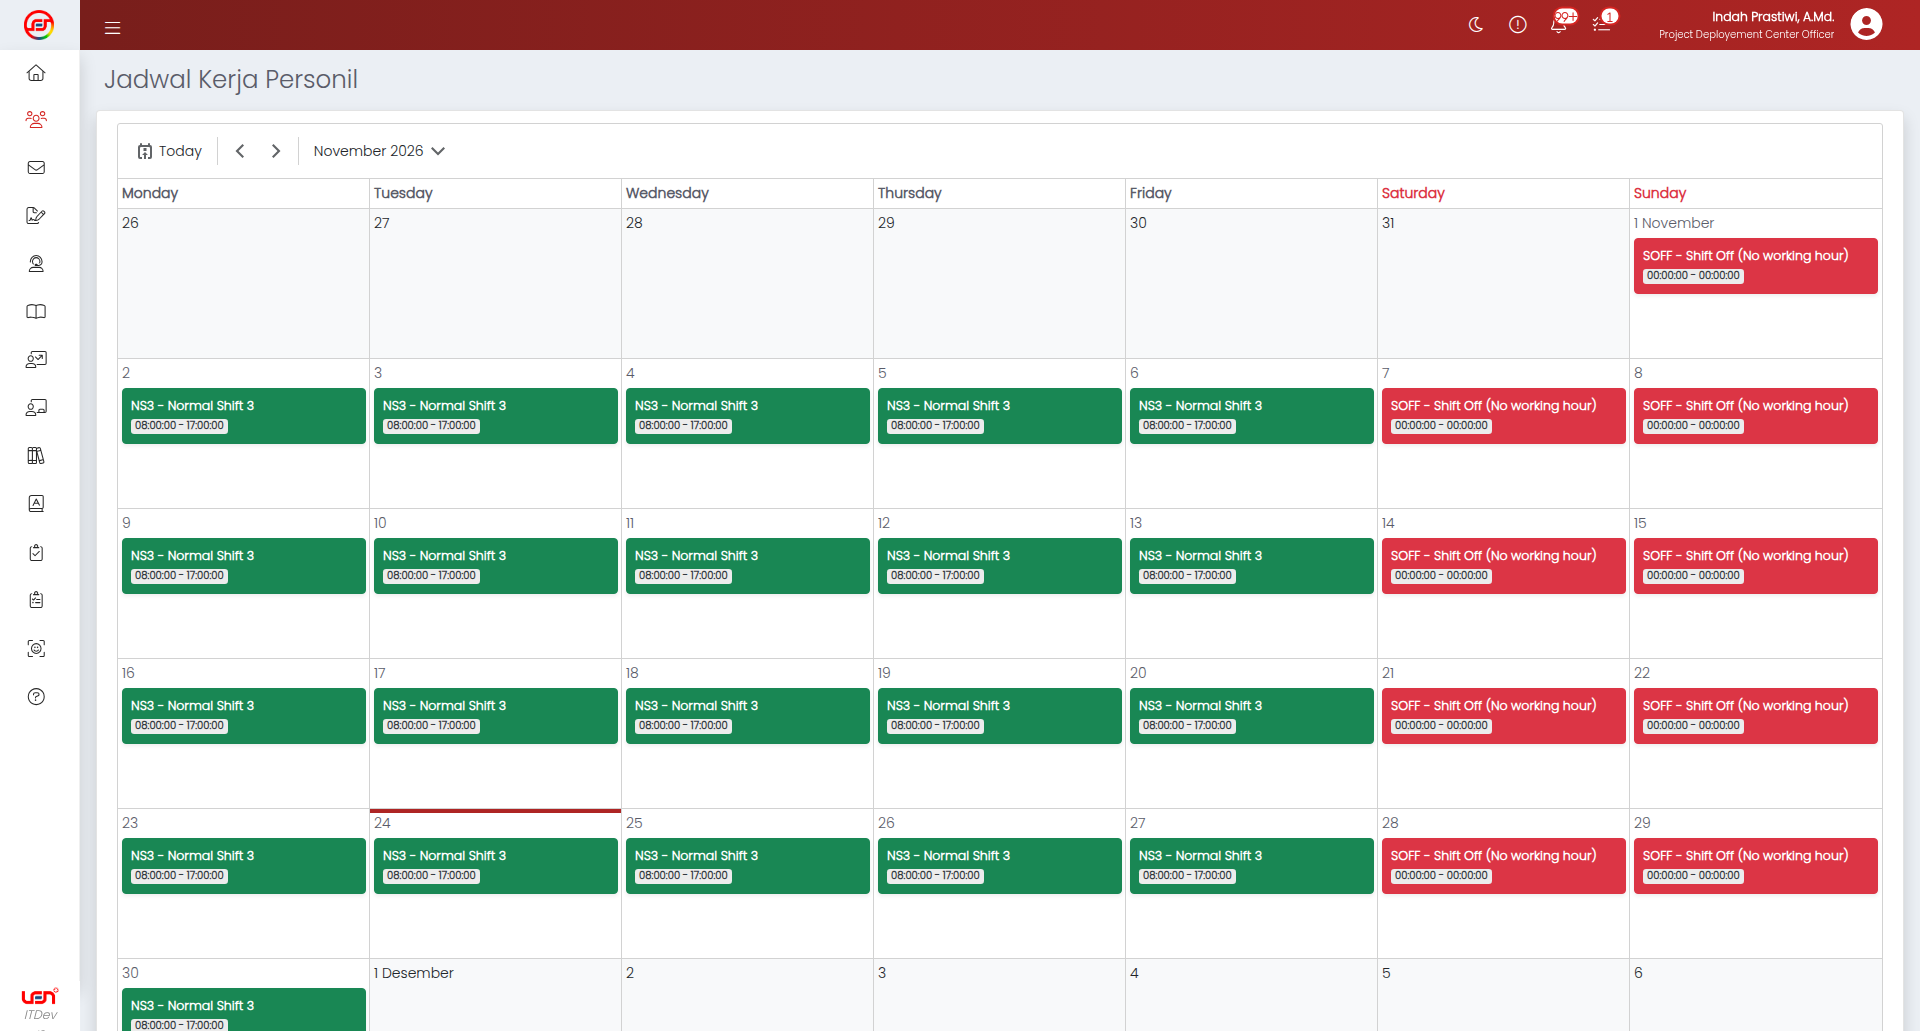 99+
1
Indah Prastiwi, A.Md.
Project Deployement Center Officer
Jadwal Kerja Personil
Today
November 2026
Monday Tuesday Wednesday Thursday Friday Saturday Sunday
26 27 28 29 30 31 1 November
SOFF - Shift Off (No working hour)
00:00:00 - 00:00:00
2 3 4 5 6 7 8
NS3 - Normal Shift 3 NS3 - Normal Shift 3 NS3 - Normal Shift 3 NS3 - Normal Shift 3 NS3 - Normal Shift 3 SOFF - Shift Off (No working hour) SOFF - Shift Off (No working hour)
08:00:00 - 17:00:00 08:00:00 - 17:00:00 08:00:00 - 17:00:00 08:00:00 - 17:00:00 08:00:00 - 17:00:00 00:00:00 - 00:00:00 00:00:00 - 00:00:00
9 10 11 12 13 14 15
NS3 - Normal Shift 3 NS3 - Normal Shift 3 NS3 - Normal Shift 3 NS3 - Normal Shift 3 NS3 - Normal Shift 3 SOFF - Shift Off (No working hour) SOFF - Shift Off (No working hour)
08:00:00 - 17:00:00 08:00:00 - 17:00:00 08:00:00 - 17:00:00 08:00:00 - 17:00:00 08:00:00 - 17:00:00 00:00:00 - 00:00:00 00:00:00 - 00:00:00
16 17 18 19 20 21 22
NS3 - Normal Shift 3 NS3 - Normal Shift 3 NS3 - Normal Shift 3 NS3 - Normal Shift 3 NS3 - Normal Shift 3 SOFF - Shift Off (No working hour) SOFF - Shift Off (No working hour)
08:00:00 - 17:00:00 08:00:00 - 17:00:00 08:00:00 - 17:00:00 08:00:00 - 17:00:00 08:00:00 - 17:00:00 00:00:00 - 00:00:00 00:00:00 - 00:00:00
23 24 25 26 27 28 29
NS3 - Normal Shift 3 NS3 - Normal Shift 3 NS3 - Normal Shift 3 NS3 - Normal Shift 3 NS3 - Normal Shift 3 SOFF - Shift Off (No working hour) SOFF - Shift Off (No working hour)
08:00:00 - 17:00:00 08:00:00 - 17:00:00 08:00:00 - 17:00:00 08:00:00 - 17:00:00 08:00:00 - 17:00:00 00:00:00 - 00:00:00 00:00:00 - 00:00:00
30 1 Desember 2 3 4 5 6
NS3 - Normal Shift 3
08:00:00 - 17:00:00
ITDev